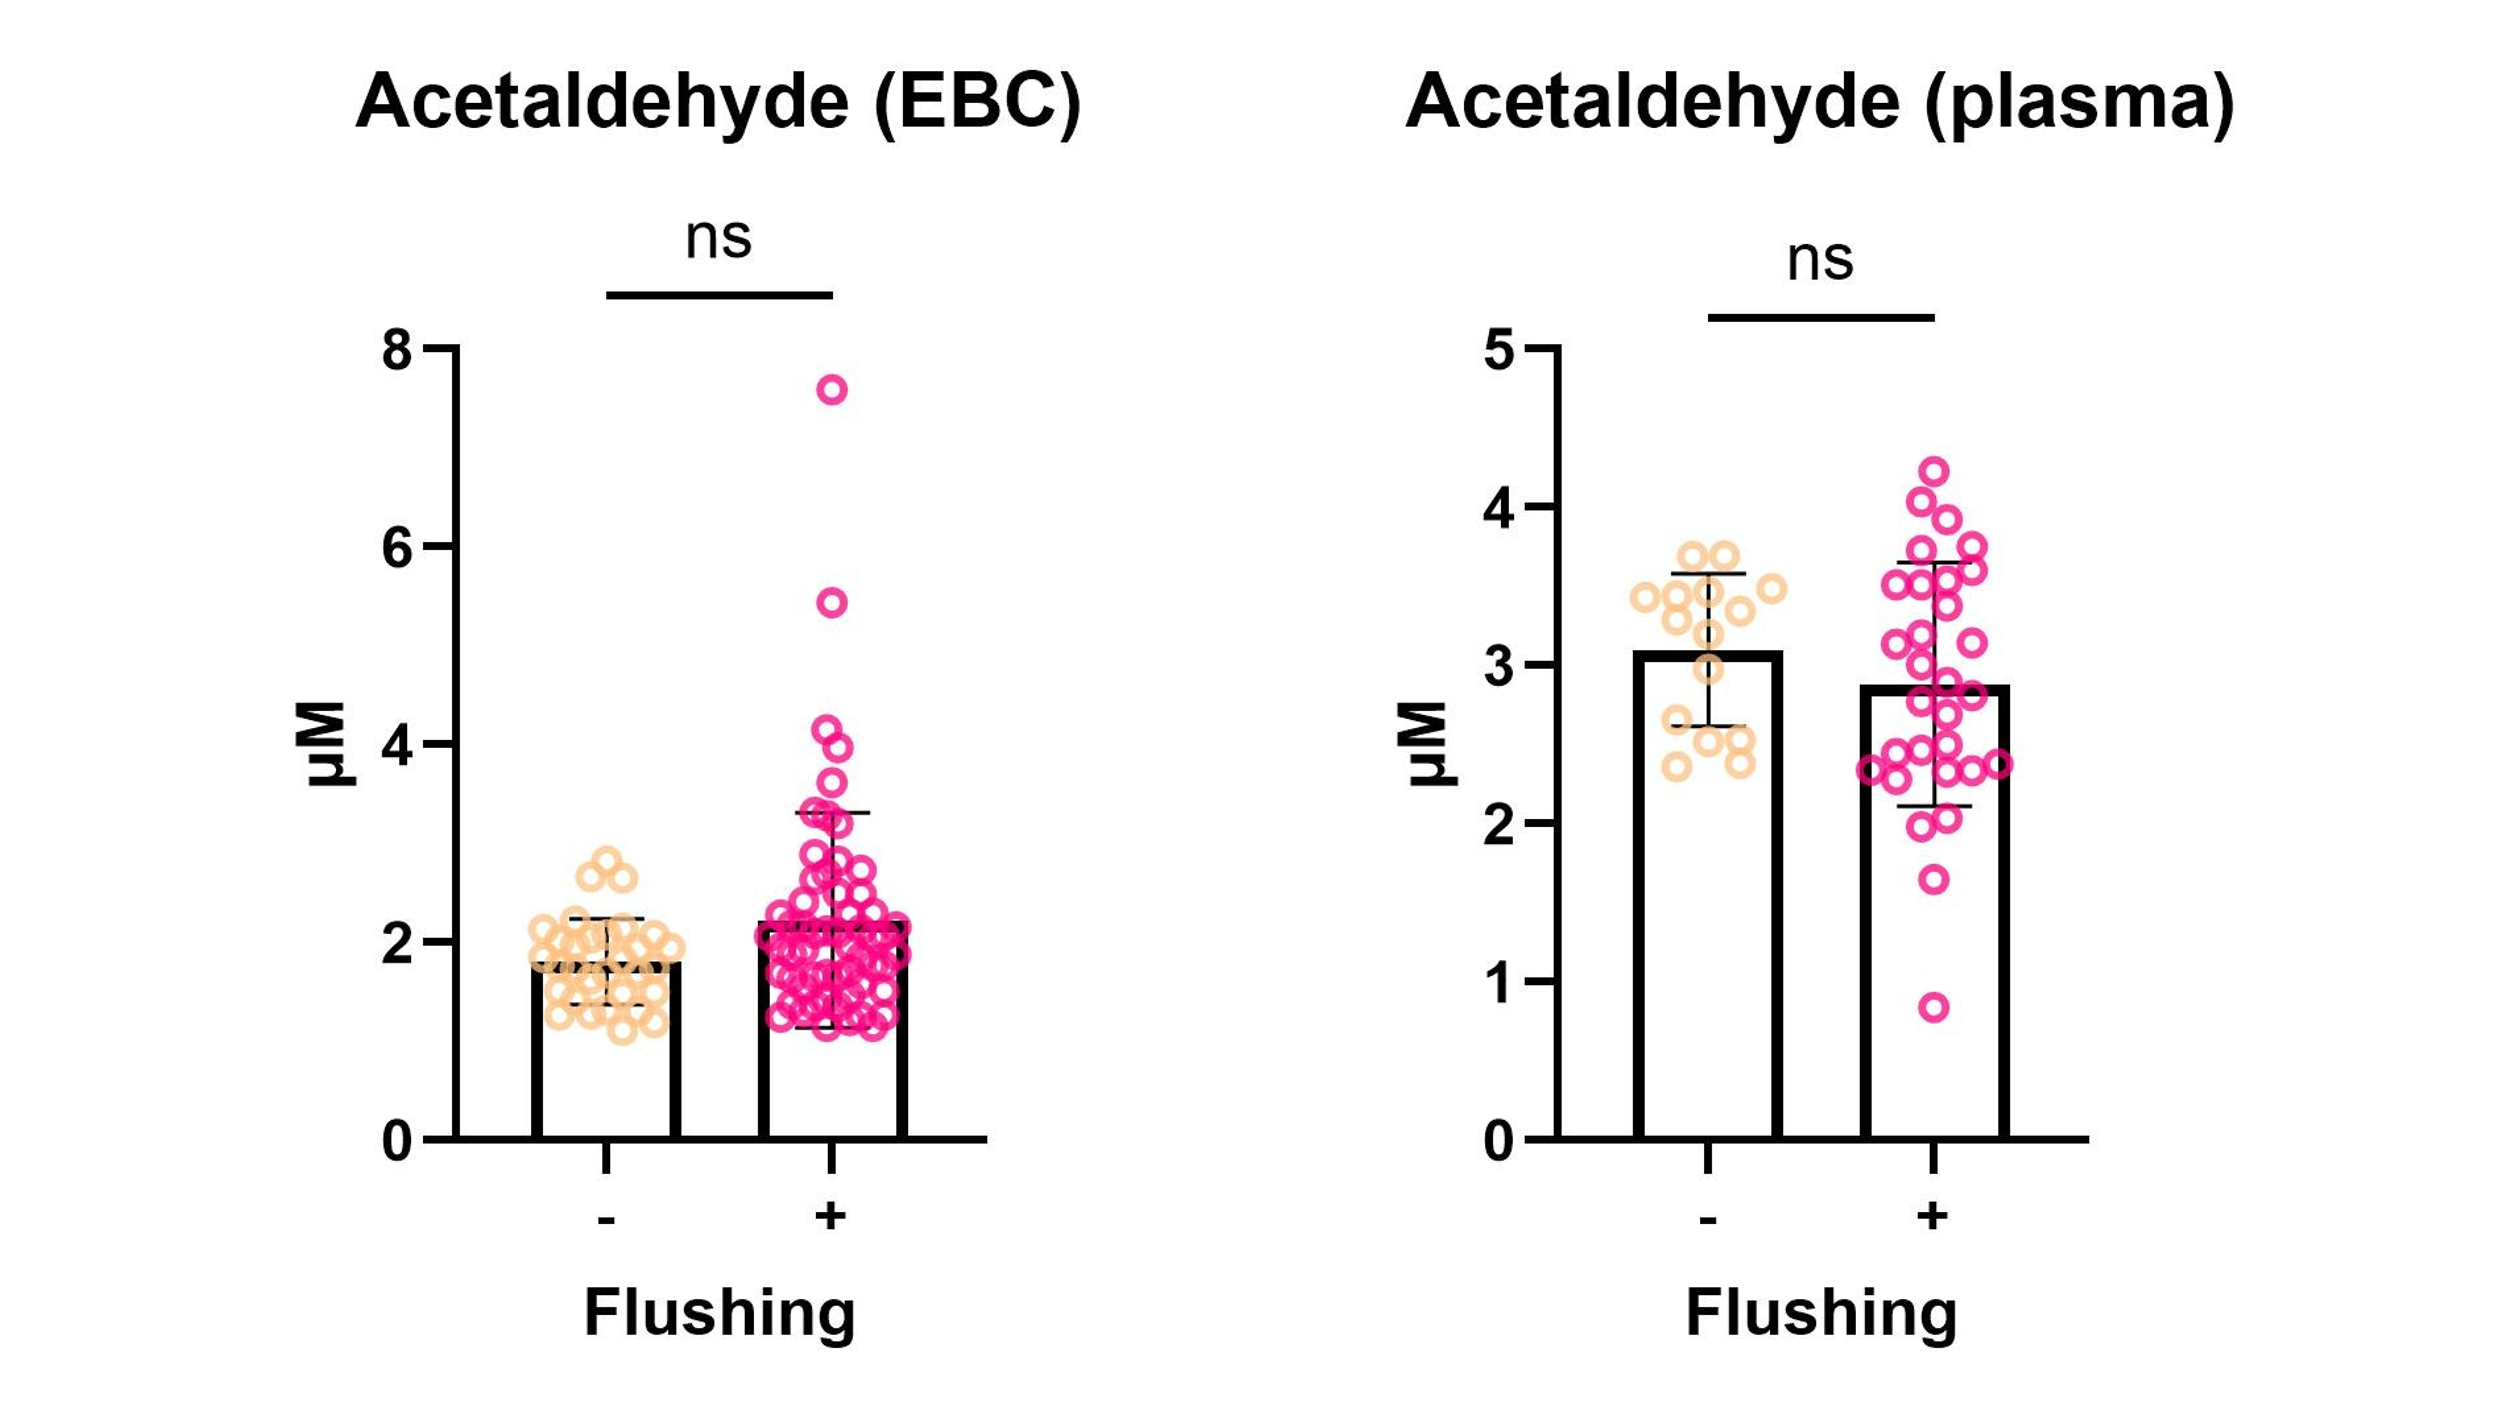 Acetaldehyde (EBC)
ns
8
6
4
2
0
µM
- +
Flushing
Acetaldehyde (plasma)
ns
5
4
3
2
1
0
µM
- +
Flushing